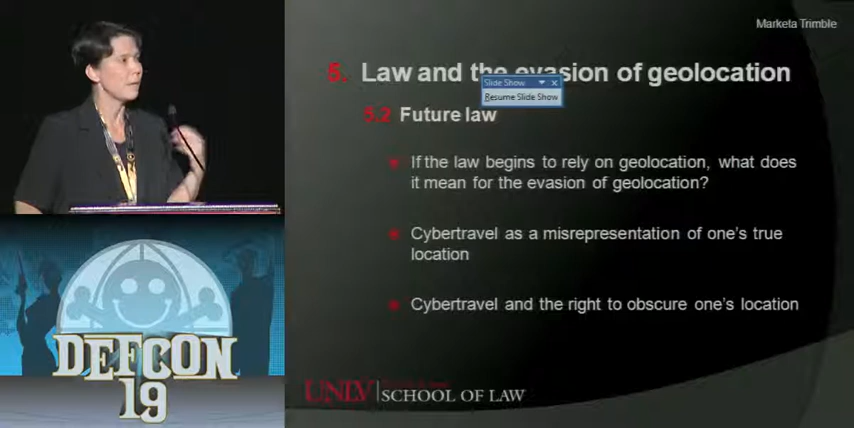 Marketa Trimble
5. Law and the evasion of geolocation
Slide Show
Resume Slide Show
5.2 Future law
If the law begins to rely on geolocation, what does
it mean for the evasion of geolocation?
Cybertravel as a misrepresentation of one's true
location
Cybertravel and the right to obscure one's location
DEFCON
19
UNLV SCHOOL OF LAW